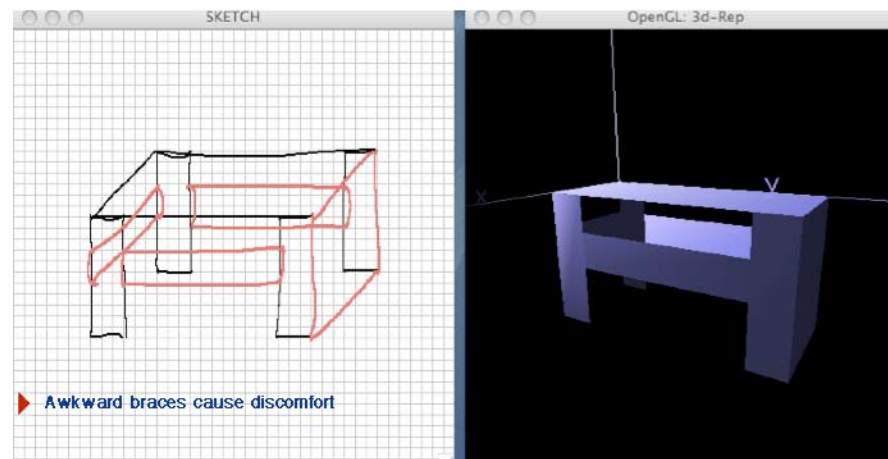 SKETCH
OpenGL: 3d-Rep
X
Y
Awkward braces cause discomfort